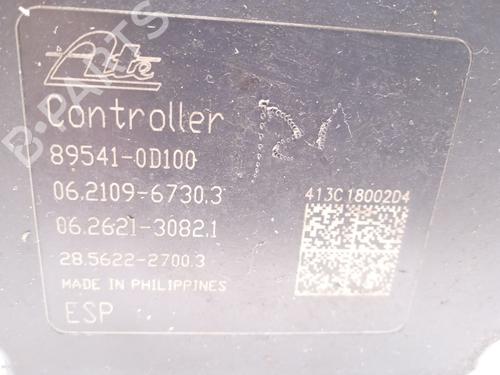 Ate
Controller
89541-0D100
06.2109-6730.3
413C18002D4
06.2621-3082.1
28.5622-2700.3
MADE IN PHILIPPINES
ESP
B-PARTS